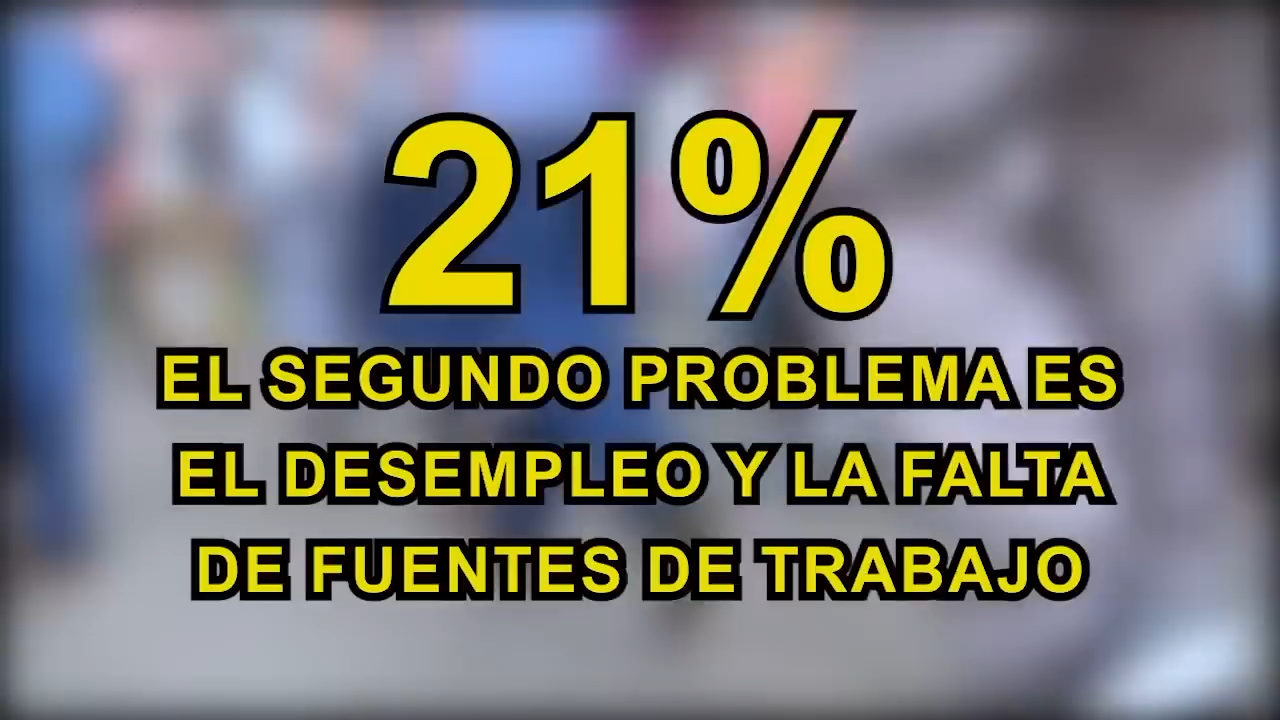 21%
EL SEGUNDO PROBLEMA ES
EL DESEMPLEO Y LA FALTA
DE FUENTES DE TRABAJO